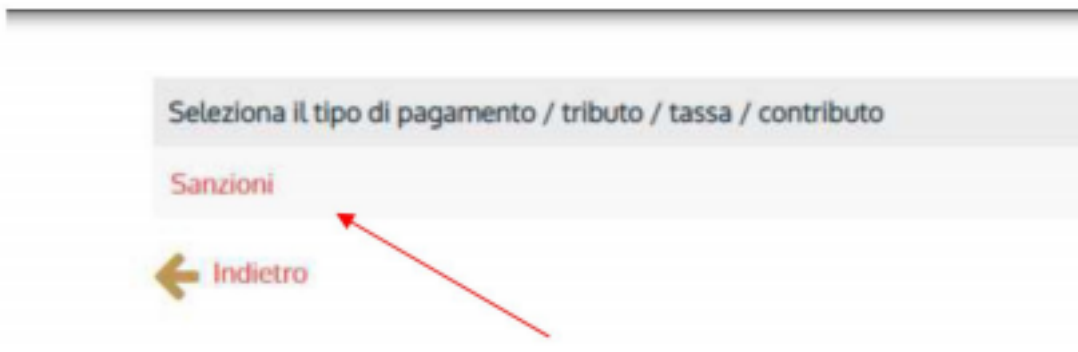 Seleziona il tipo di pagamento / tributo / tassa / contributo
Sanzioni
Indietro